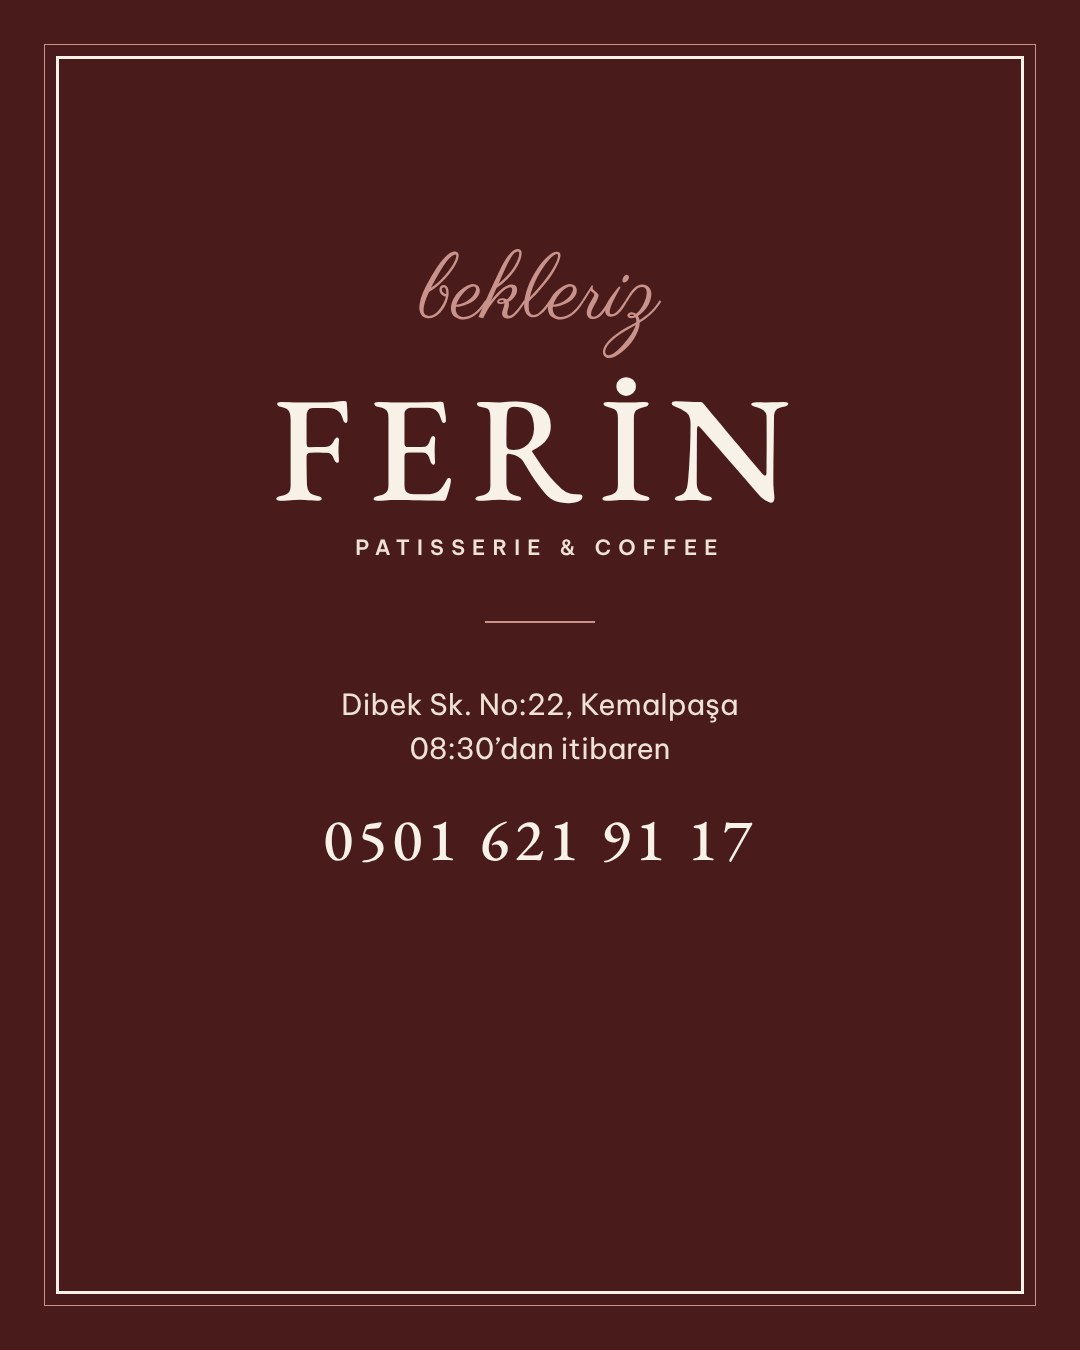 bekleriz
FERİN
PATISSERIE & COFFEE
Dibek Sk. No:22, Kemalpaşa
08:30’dan itibaren
0501 621 91 17